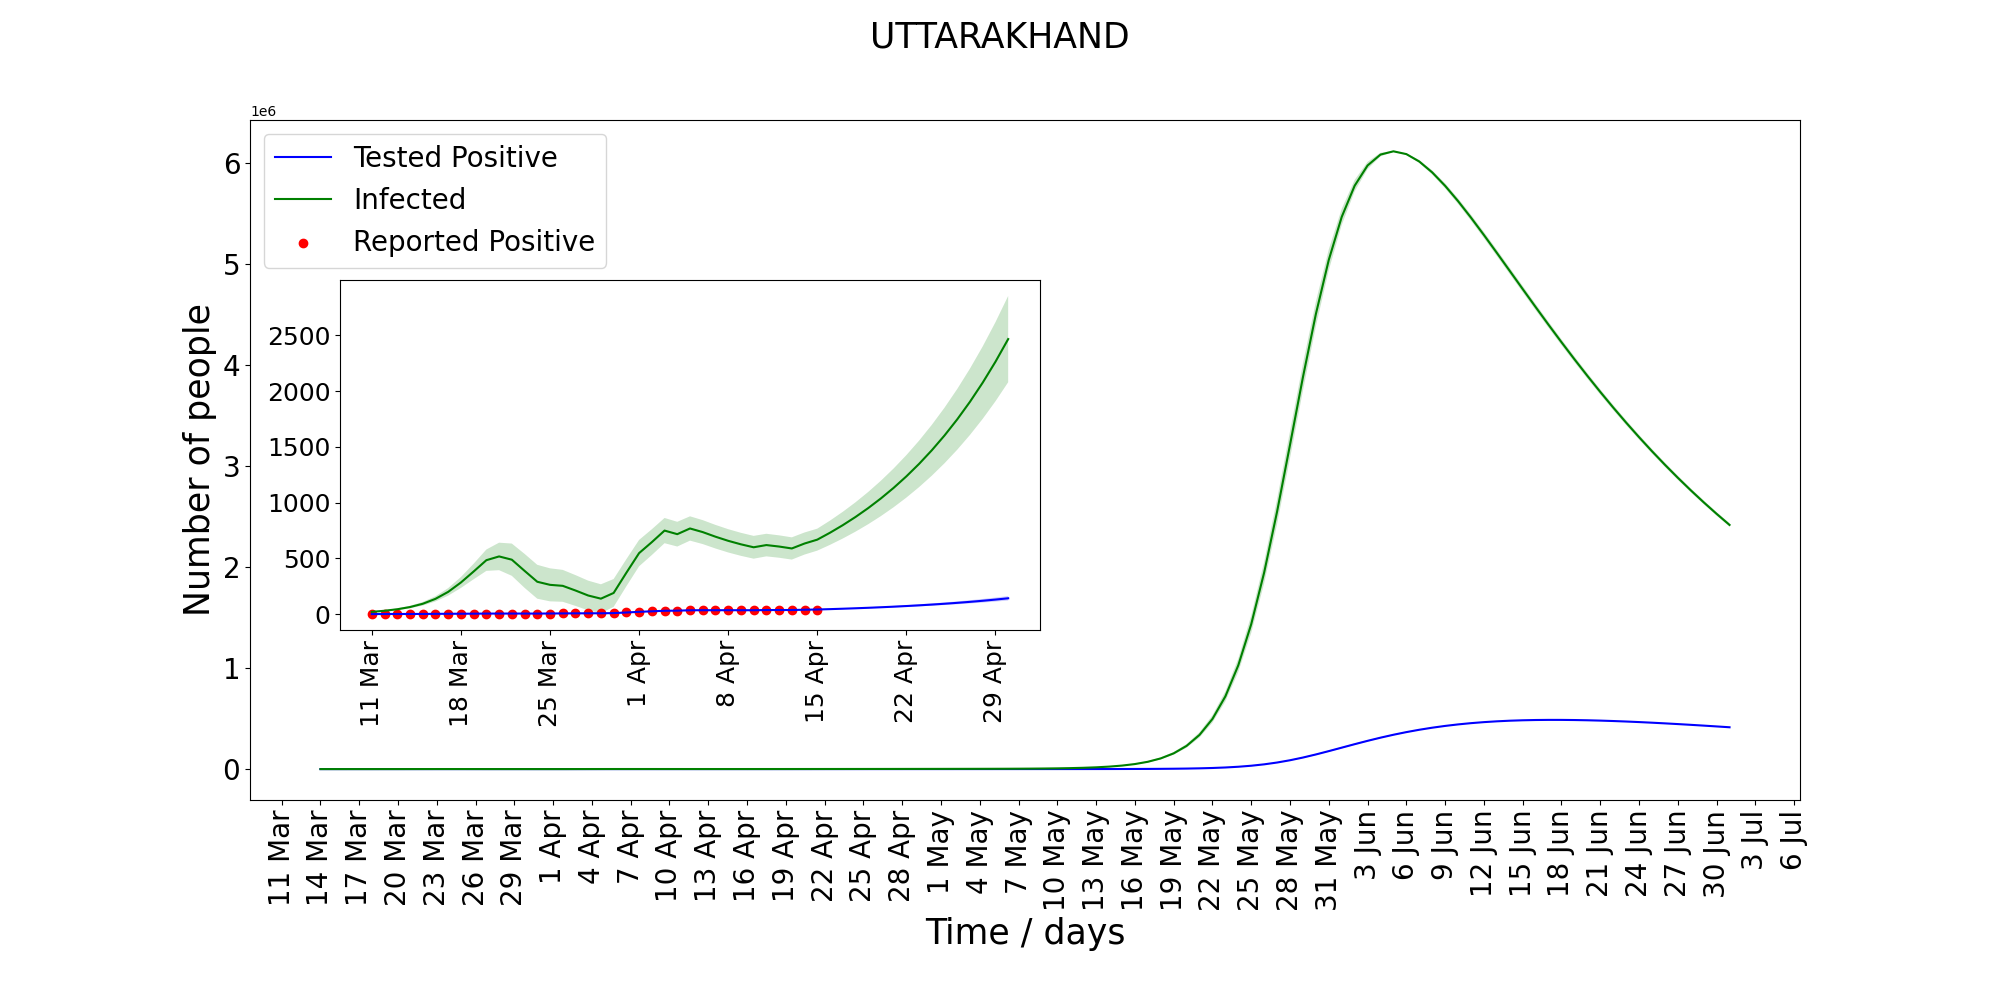 UTTARAKHAND
1e6
Tested Positive
Infected
Reported Positive
Number of people
6
5
4
3
2
1
0
2500
2000
1500
1000
500
0
11 Mar
18 Mar
25 Mar
1 Apr
8 Apr
15 Apr
22 Apr
29 Apr
11 Mar
14 Mar
17 Mar
20 Mar
23 Mar
26 Mar
29 Mar
1 Apr
4 Apr
7 Apr
10 Apr
13 Apr
16 Apr
19 Apr
22 Apr
25 Apr
28 Apr
1 May
4 May
7 May
10 May
13 May
16 May
19 May
22 May
25 May
28 May
31 May
3 Jun
6 Jun
9 Jun
12 Jun
15 Jun
18 Jun
21 Jun
24 Jun
27 Jun
30 Jun
3 Jul
6 Jul
Time / days